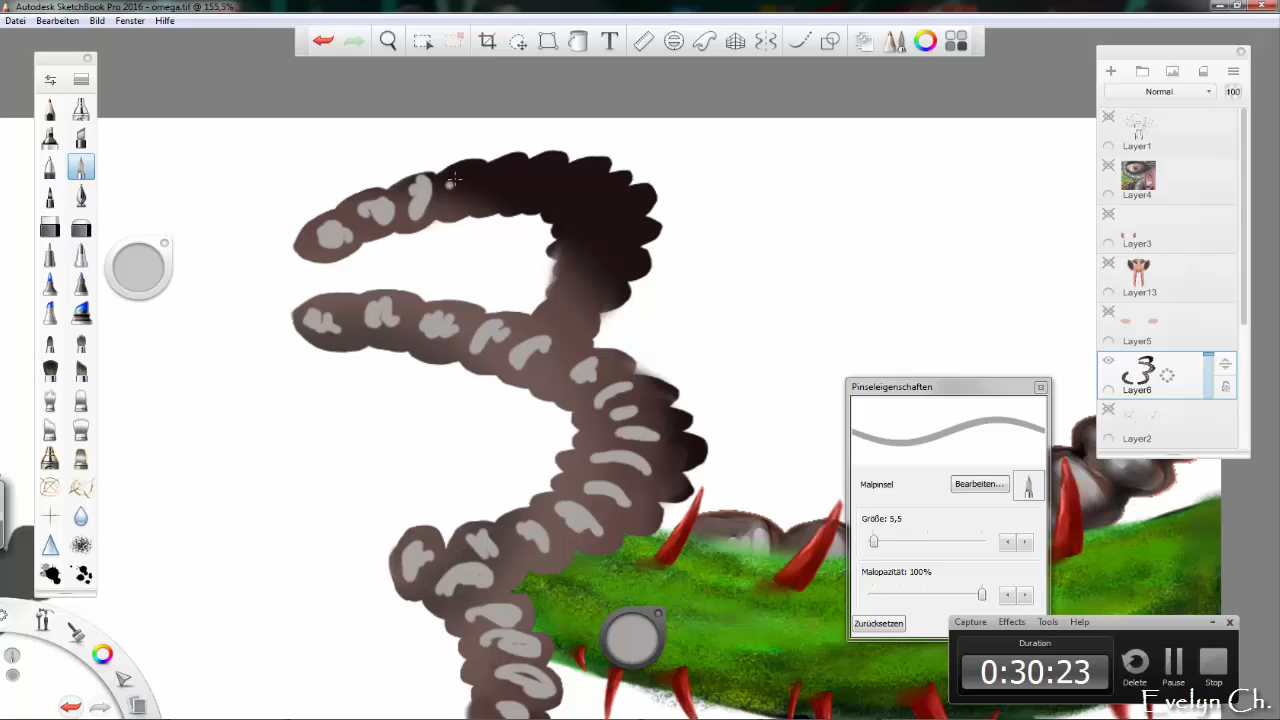 Autodesk SketchBook Pro 2016 - omega.tif @ 155,5%
Datei Bearbeiten Bild Fenster Hilfe
T
Normal 100
Layer1
Layer4
Layer3
Layer13
Layer5
Layer6
Layer2
Pinseleigenschaften
Malpinsel Bearbeiten...
Größe: 5,5
Malopazität: 100%
Zurücksetzen
Capture Effects Tools Help
Duration
0:30:23
Delete Pause Stop
Evelyn Ch.